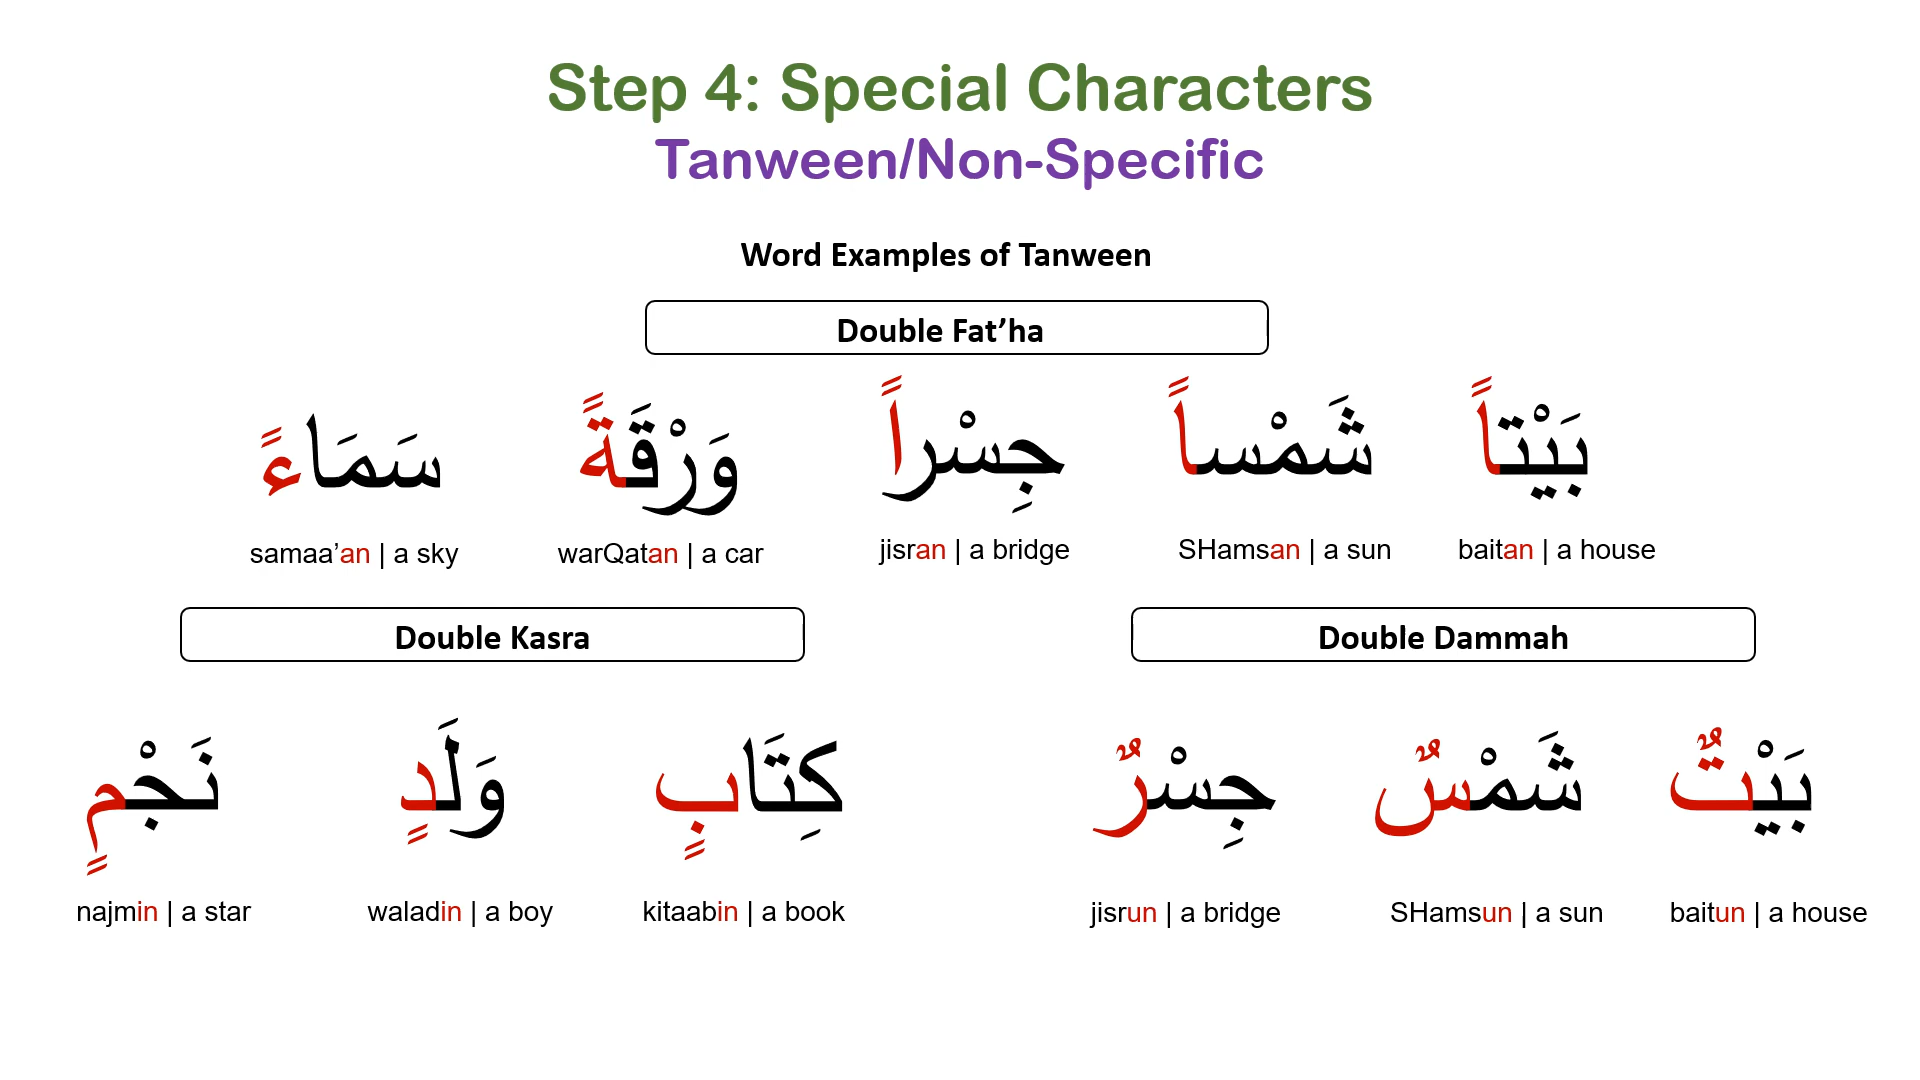 Step 4: Special Characters
Tanween/Non-Specific
Word Examples of Tanween
Double Fat’ha
بَيْتاً شَمْساً جِسْراً وَرْقَةً سَمَاءً
samaa’an | a sky warQatan | a car jisran | a bridge SHamsan | a sun baitan | a house
Double Kasra Double Dammah
بَيْتٌ شَمْسٌ جِسْرٌ كِتَابٍ وَلَدٍ نَجْمٍ
najmin | a star waladin | a boy kitaabin | a book jisrun | a bridge SHamsun | a sun baitun | a house